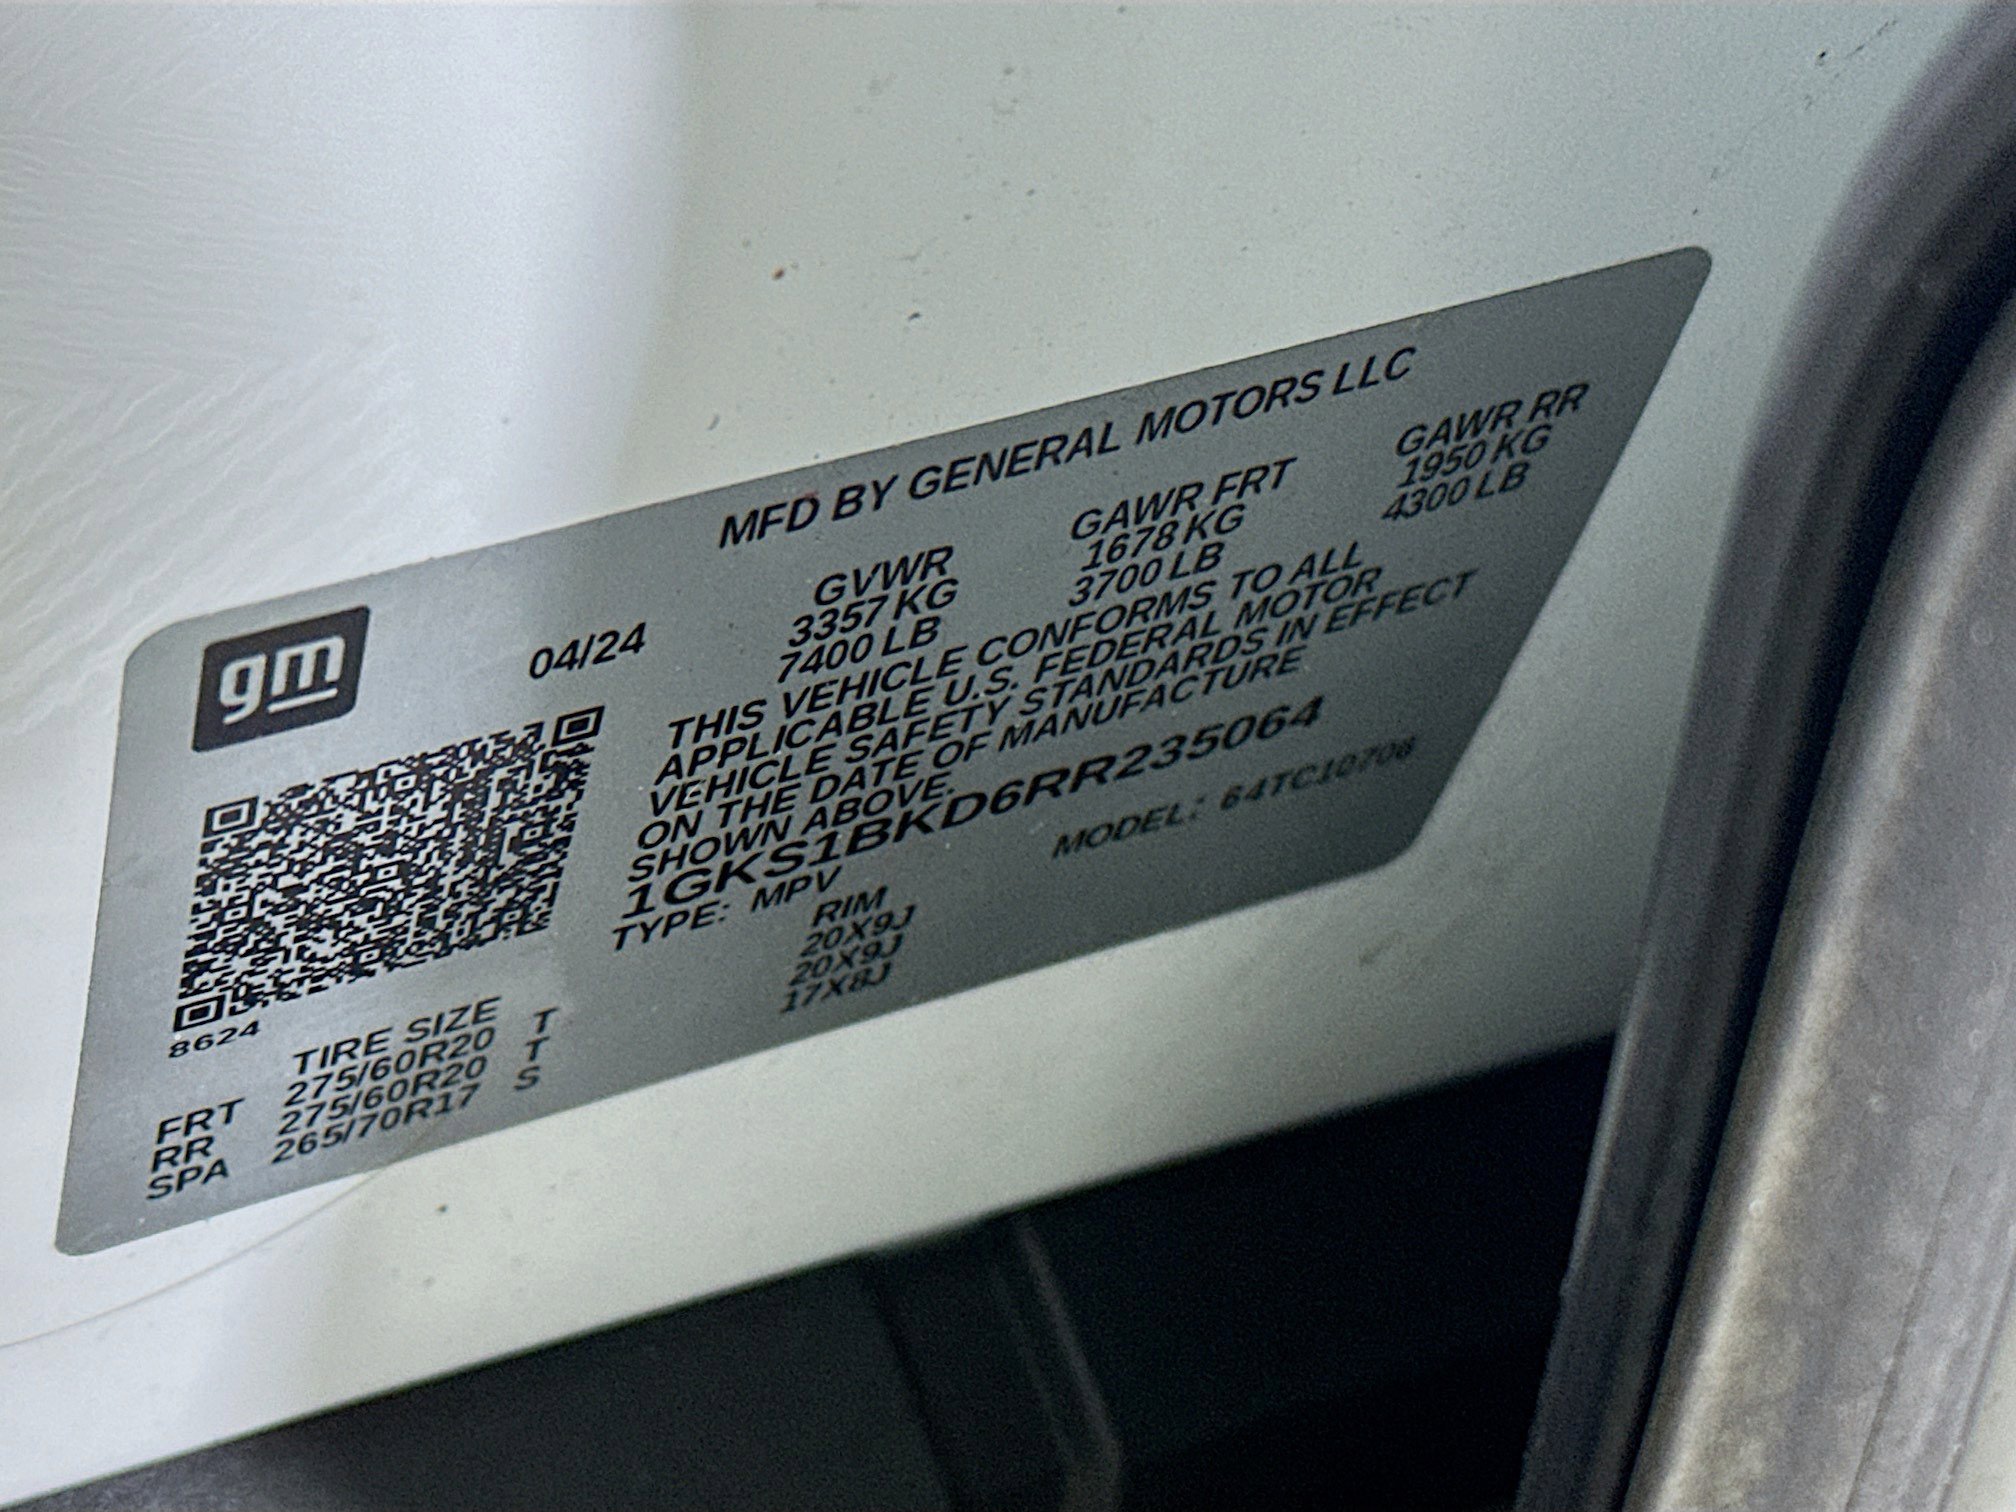 gm
MFD BY GENERAL MOTORS LLC
04/24
GVWR GAWR FRT GAWR RR
3357 KG 1678 KG 1950 KG
7400 LB 3700 LB 4300 LB
THIS VEHICLE CONFORMS TO ALL
APPLICABLE U.S. FEDERAL MOTOR
VEHICLE SAFETY STANDARDS IN EFFECT
ON THE DATE OF MANUFACTURE
SHOWN ABOVE.
1GKS1BKD6RR235064
TYPE: MPV MODEL: 64TC10706
8624
TIRE SIZE RIM
FRT 275/60R20 T 20X9J
RR 275/60R20 T 20X9J
SPA 265/70R17 S 17X8J